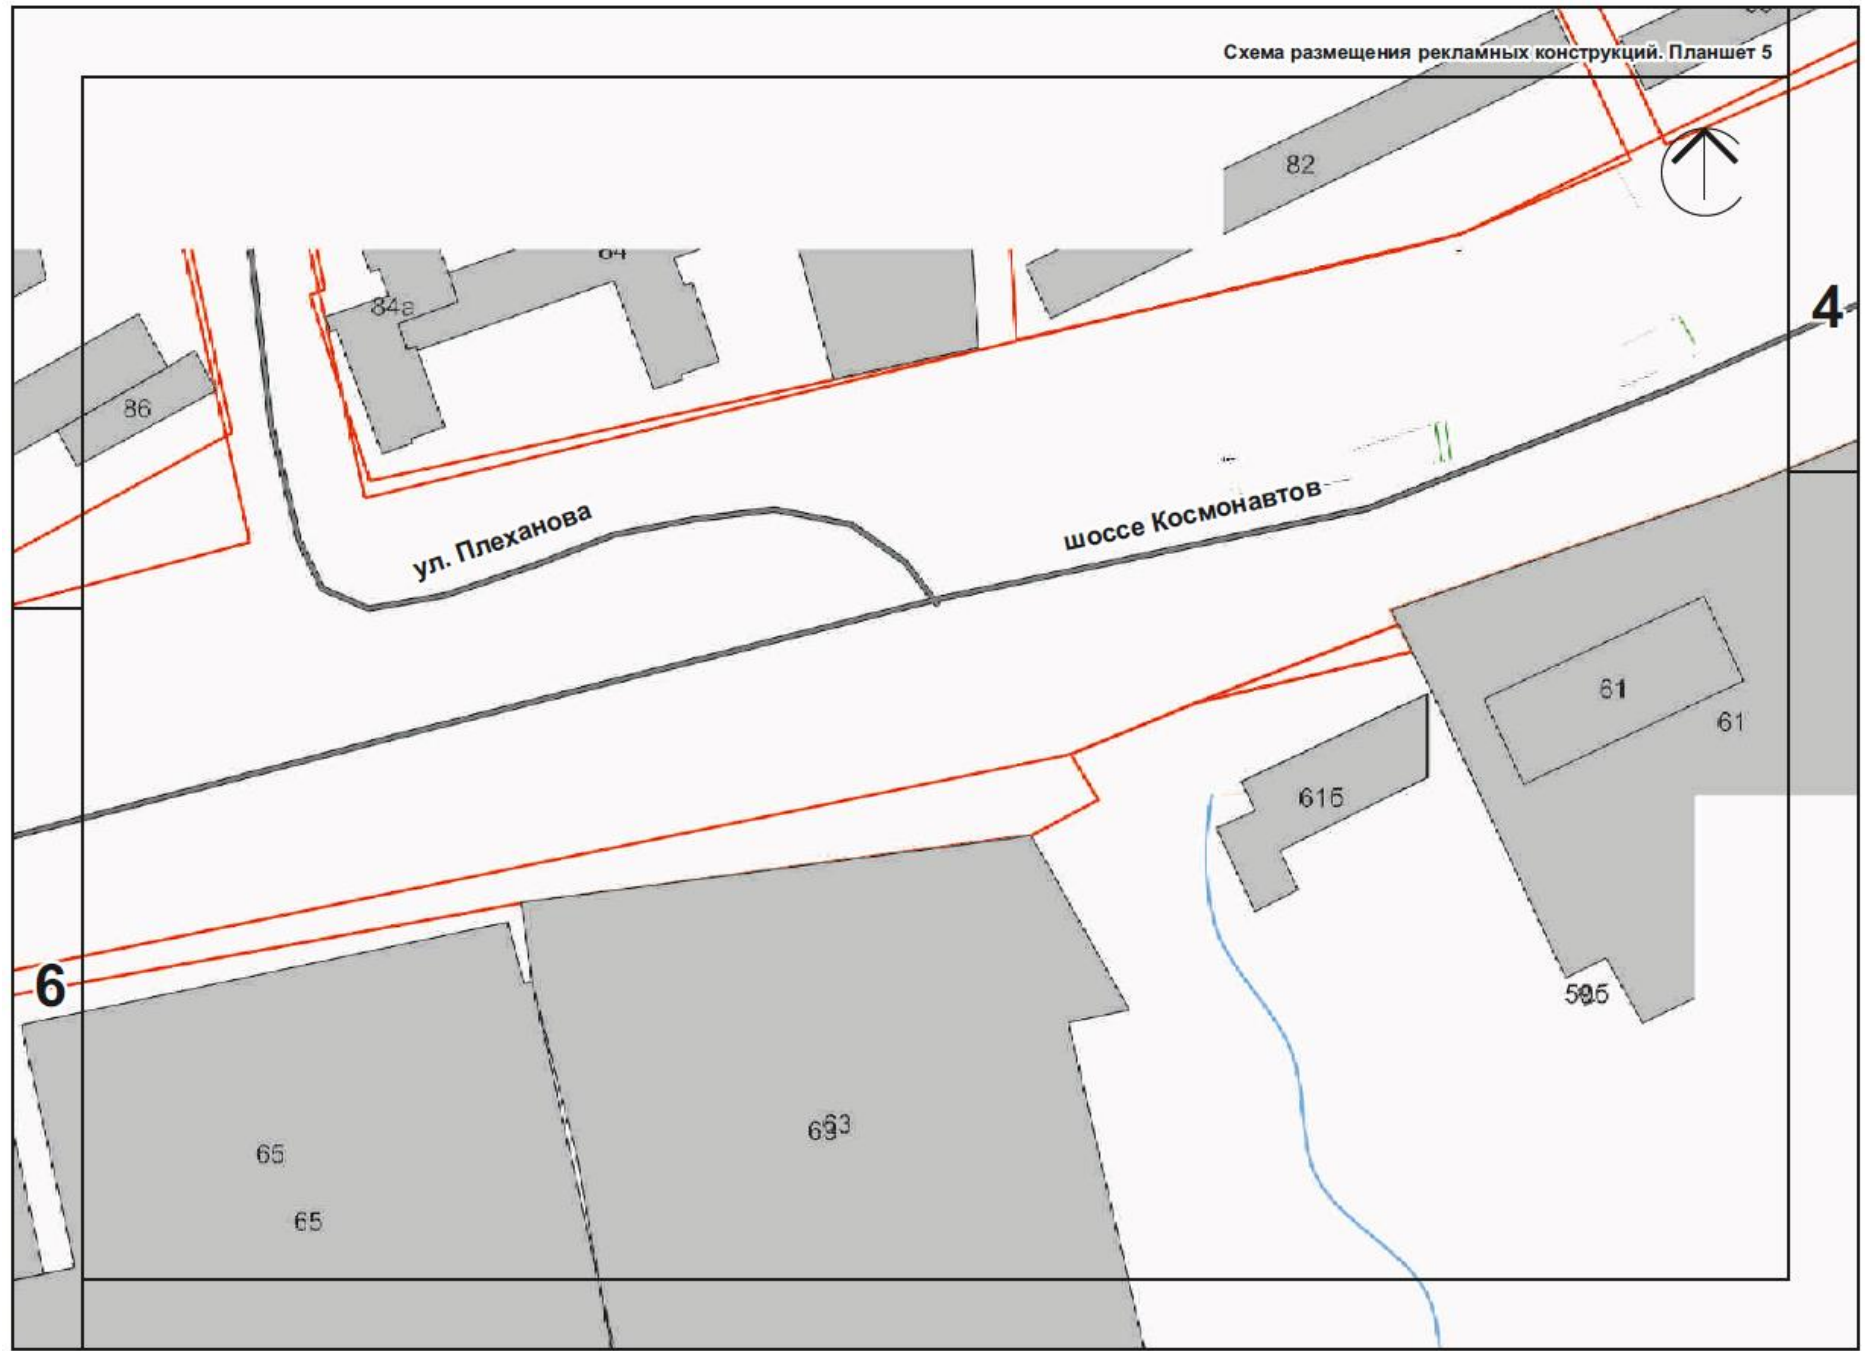 Схема размещения рекламных конструкций. Планшет 5
82
84
84а
4
86
ул. Плеханова
шоссе Космонавтов
61
61
61б
6
63
65
65